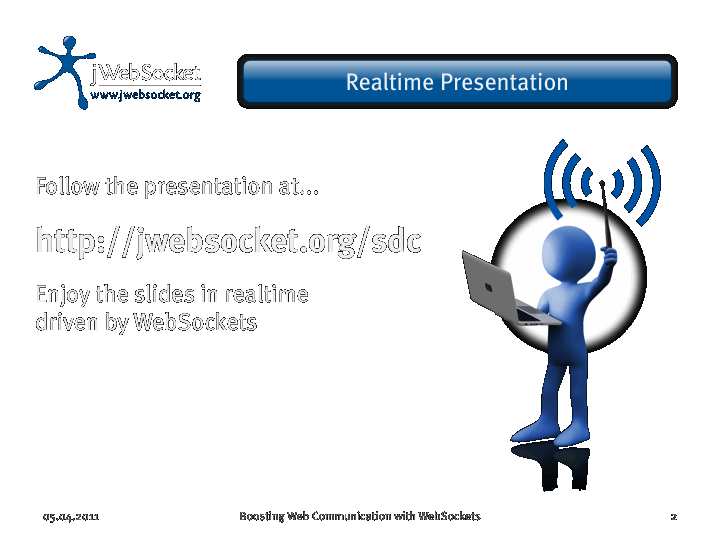 jWebSocket
www.jwebsocket.org
Realtime Presentation
Follow the presentation at...
http://jwebsocket.org/sdc
Enjoy the slides in realtime
driven by WebSockets
05.04.2011
Boosting Web Communication with WebSockets
2